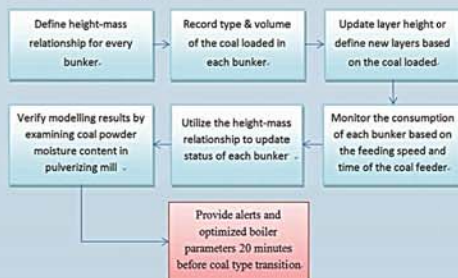 Define height-mass
relationship for every
bunker.
Record type & volume
of the coal loaded in
each bunker.
Update layer height or
define new layers based
on the coal loaded.
Monitor the consumption
of each bunker based on
the feeding speed and
time of the coal feeder.
Utilize the height-mass
relationship to update
status of each bunker
Verify modelling results by
examining coal powder
moisture content in
pulverizing mill
Provide alerts and
optimized boiler
parameters 20 minutes
before coal type transition.